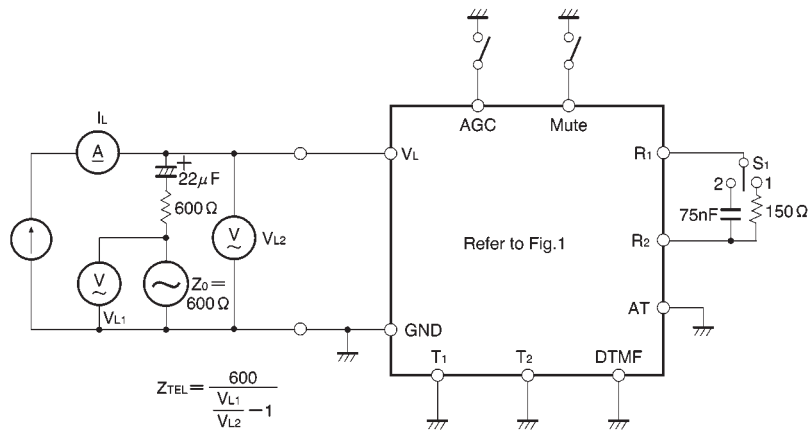 AGC
Mute
IL
A
VL
+
22μF
600Ω
V
VL2
Z0=
600Ω
V
VL1
GND
R1
S1
2
1
75nF
150Ω
R2
Refer to Fig.1
AT
T1
T2
DTMF
ZTEL= 600
VL1
VL2 −1